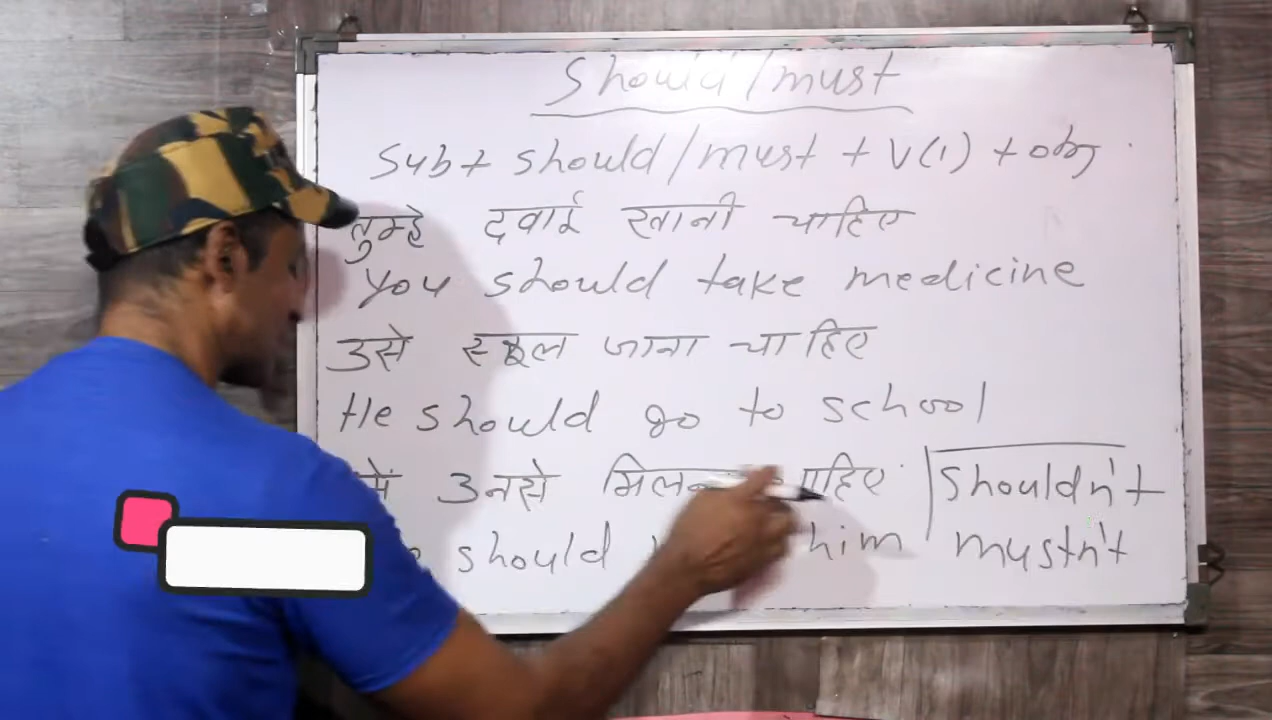 Should/must
Sub+ should/must + V(1) + obj
तुम्हे दवाई खानी चाहिए
you should take medicine
उसे स्कूल जाना चाहिए
He should go to school
उनसे
should him
Shouldn't
mustn't